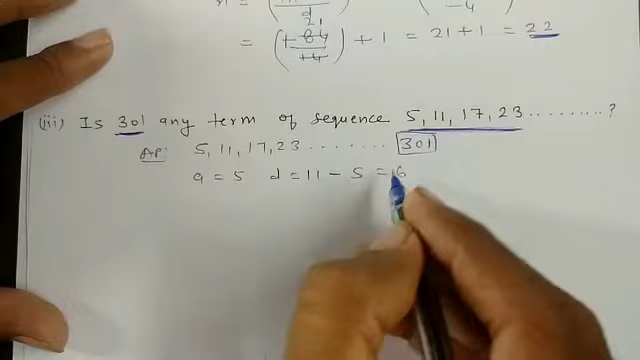 = (+84/+4) + 1 = 21 + 1 = 22
(iii) Is 301 any term of sequence 5, 11, 17, 23 .......... ?
AP: 5, 11, 17, 23 ........ 301
a = 5 d = 11 - 5 = 6